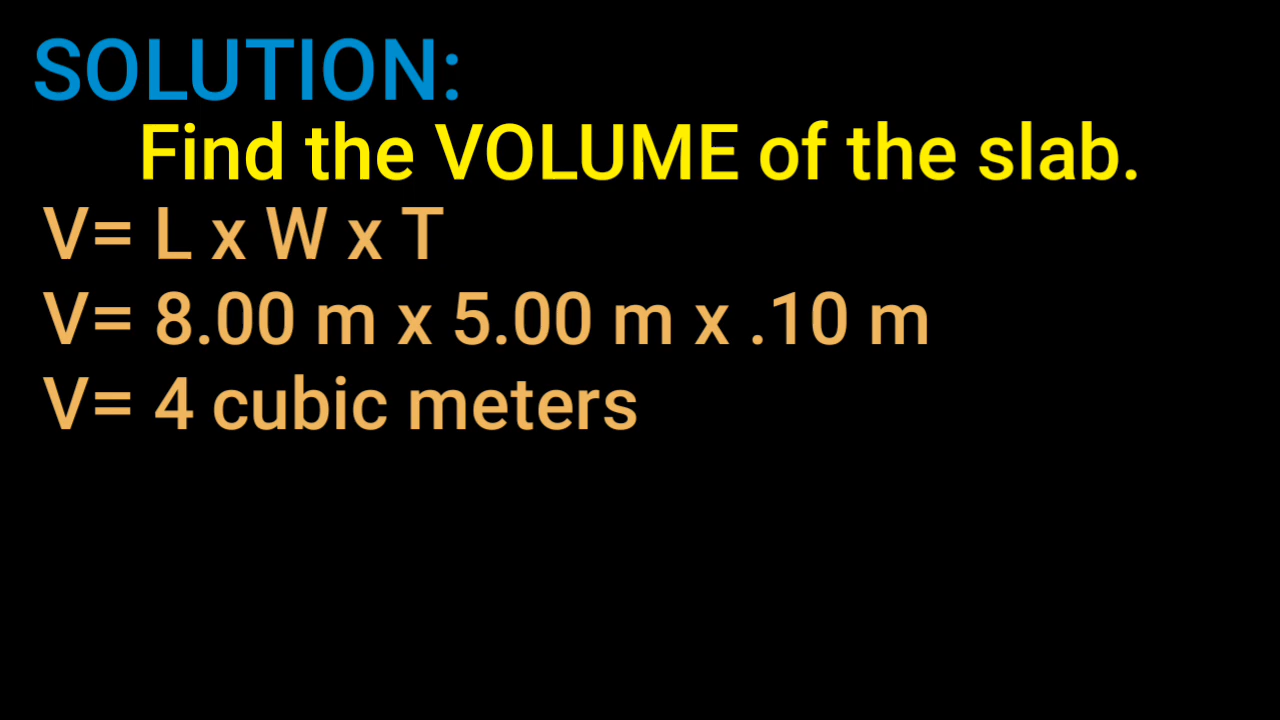 SOLUTION:
Find the VOLUME of the slab.
V= L x W x T
V= 8.00 m x 5.00 m x .10 m
V= 4 cubic meters